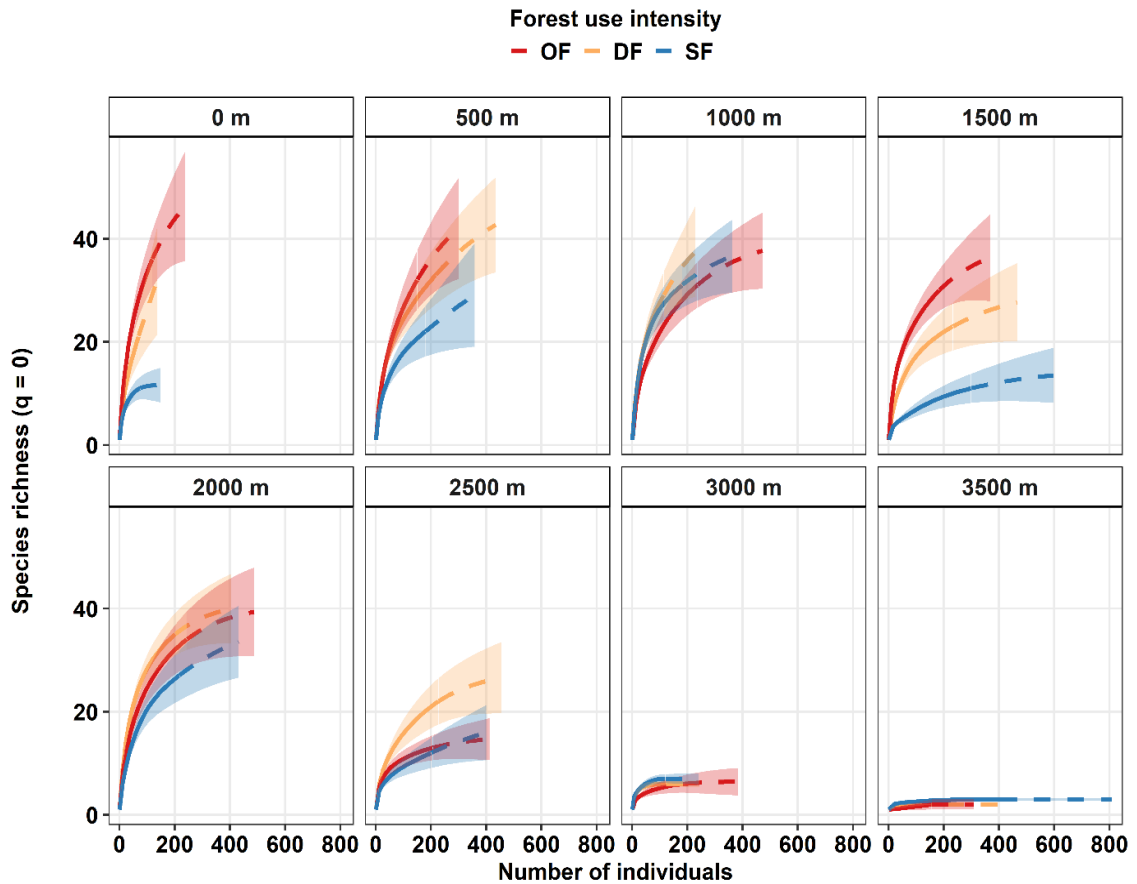 Forest use intensity
OF DF SF
0 m 500 m 1000 m 1500 m
40
20
0
2000 m 2500 m 3000 m 3500 m
40
20
0
0 200 400 600 800 0 200 400 600 800 0 200 400 600 800 0 200 400 600 800
Number of individuals
Species richness (q = 0)